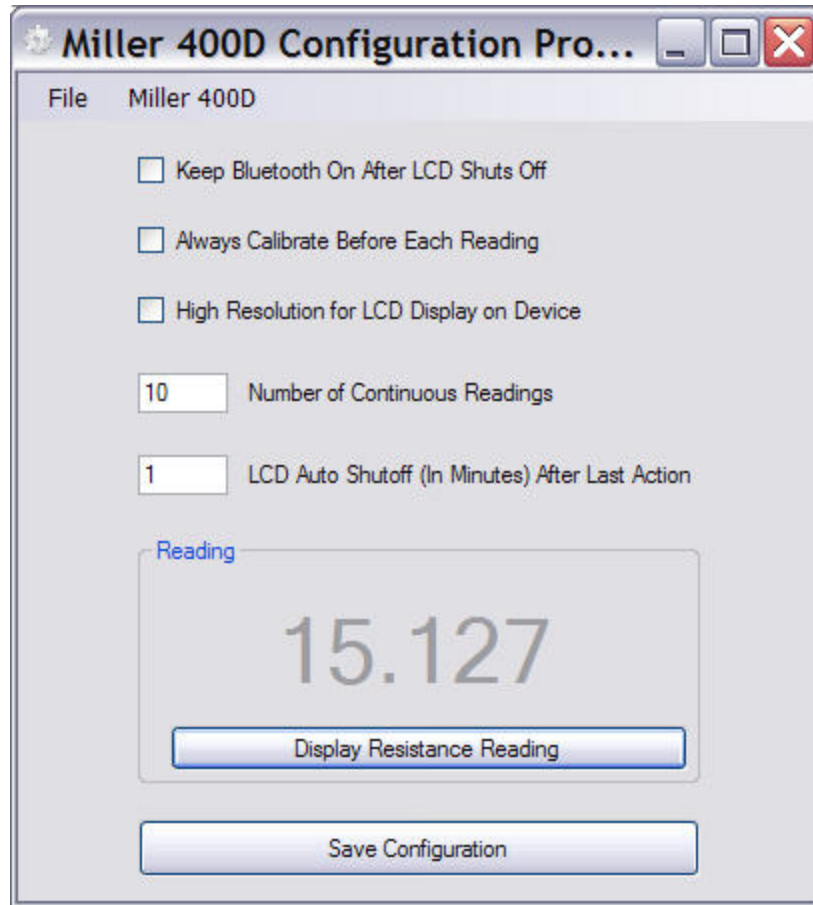 Miller 400D Configuration Pro...
File Miller 400D
Keep Bluetooth On After LCD Shuts Off
Always Calibrate Before Each Reading
High Resolution for LCD Display on Device
10 Number of Continuous Readings
1 LCD Auto Shutoff (In Minutes) After Last Action
Reading
15.127
Display Resistance Reading
Save Configuration